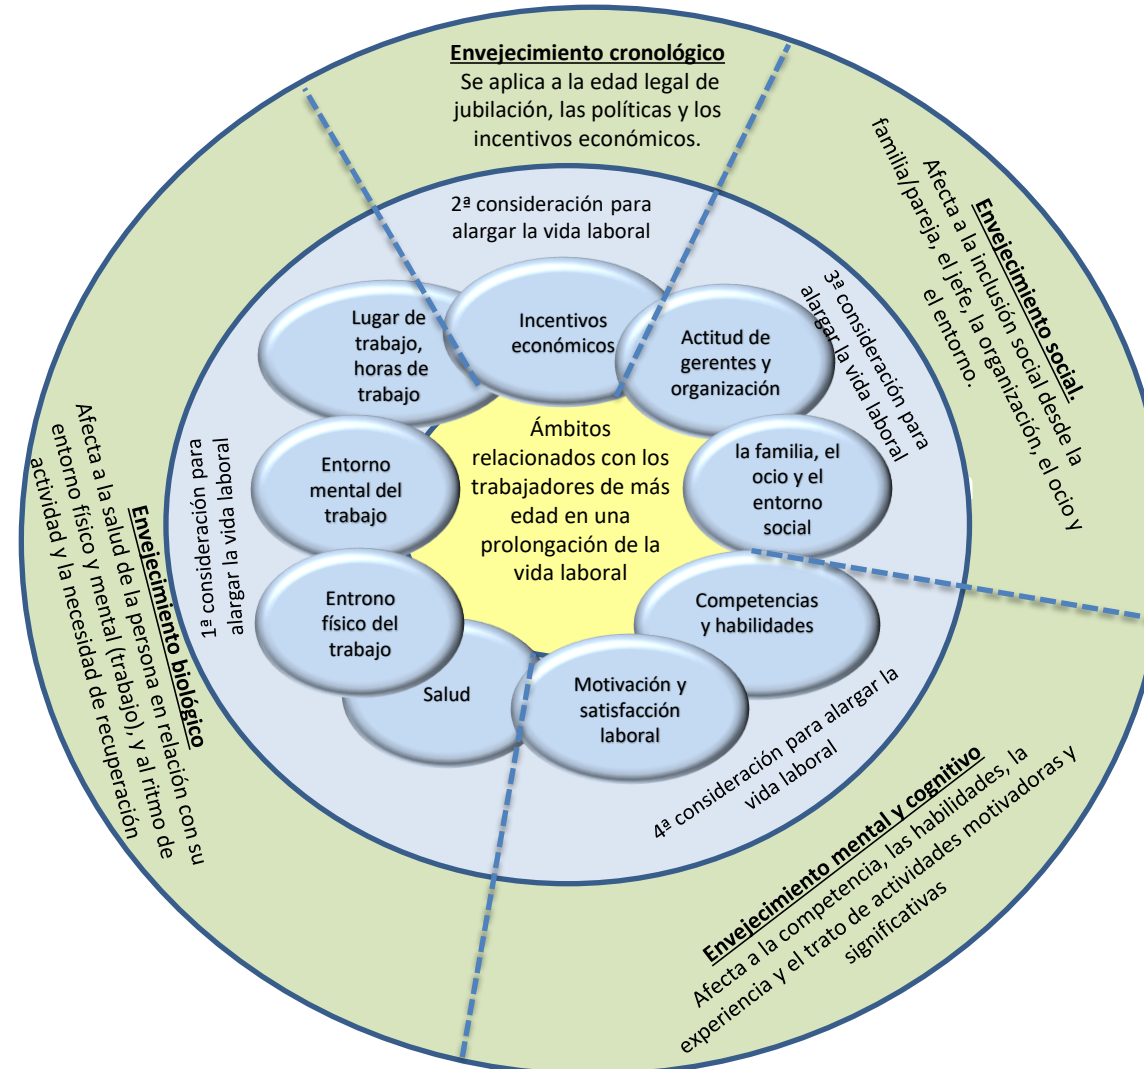 Envejecimiento cronológico
Se aplica a la edad legal de
jubilación, las políticas y los
incentivos económicos.
Envejecimiento social.
Afecta a la inclusión social desde la
familia/pareja, el jefe, la organización, el ocio y
el entorno.
2ª consideración para
alargar la vida laboral
3ª consideración para
alargar la vida laboral
Lugar de
trabajo,
horas de
trabajo
Incentivos
económicos
Actitud de
gerentes y
organización
Ámbitos
relacionados con los
trabajadores de más
edad en una
prolongación de la
vida laboral
Entorno
mental del
trabajo
la familia, el
ocio y el
entorno
social
Entrono
físico del
trabajo
Competencias
y habilidades
Salud
Motivación y
satisfacción
laboral
1ª consideración para
alargar la vida laboral
4ª consideración para alargar la
vida laboral
Envejecimiento biológico
Afecta a la salud de la persona en relación con su
entorno físico y mental (trabajo), y al ritmo de
actividad y la necesidad de recuperación
Envejecimiento mental y cognitivo
Afecta a la competencia, las habilidades, la
experiencia y el trato de actividades motivadoras y
significativas